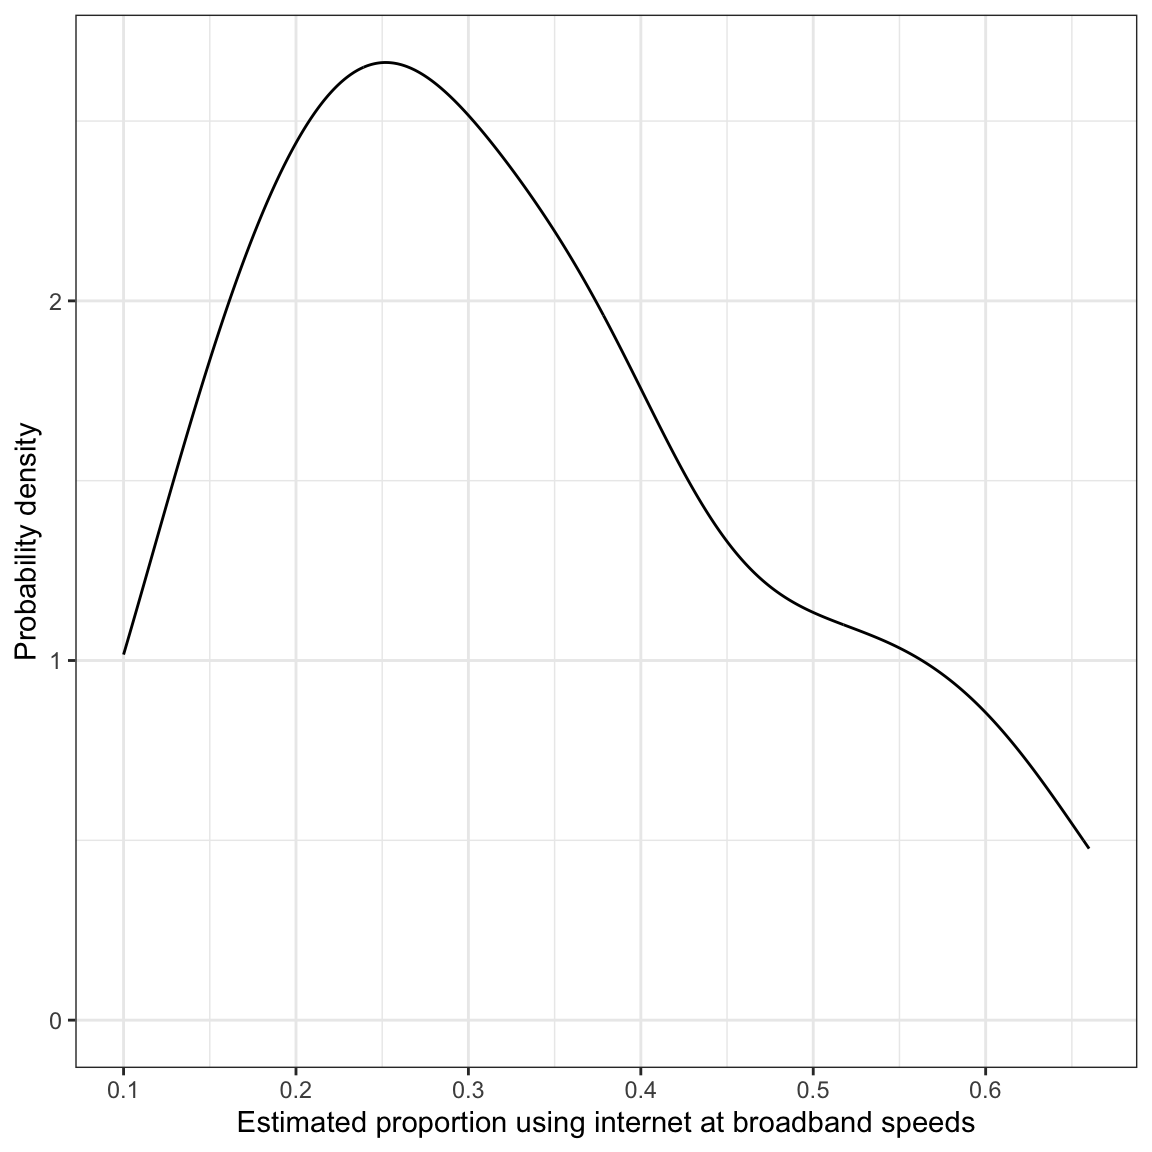 Probability density
2
1
0
0.1 0.2 0.3 0.4 0.5 0.6
Estimated proportion using internet at broadband speeds